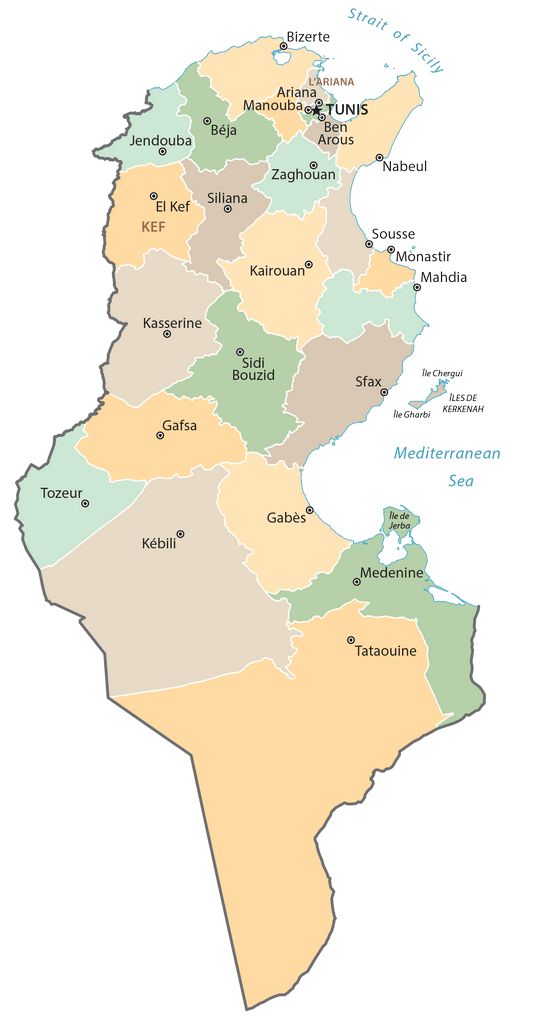 Strait of Sicily
Bizerte
L'ARIANA
Ariana
Manouba
TUNIS
Ben
Arous
Béja
Jendouba
Nabeul
Zaghouan
El Kef
KEF
Siliana
Sousse
Monastir
Kairouan
Mahdia
Kasserine
Sidi
Bouzid
Sfax
Île Chergui
ÎLES DE
KERKENAH
Île Gharbi
Gafsa
Mediterranean
Sea
Tozeur
Gabès
Île de
Jerba
Kébili
Medenine
Tataouine